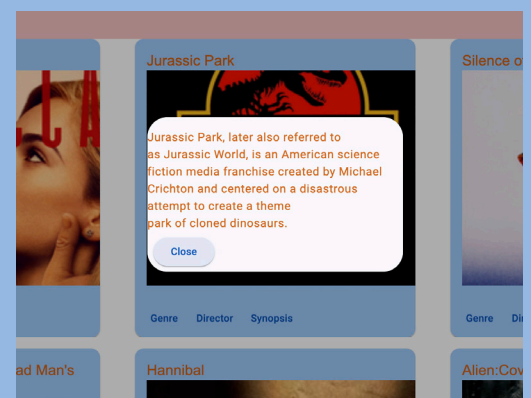 Jurassic Park
Silence o
Jurassic Park, later also referred to
as Jurassic World, is an American science
fiction media franchise created by Michael
Crichton and centered on a disastrous
attempt to create a theme
park of cloned dinosaurs.
Close
Genre Director Synopsis
Genre Di
ad Man's
Hannibal
Alien:Cov